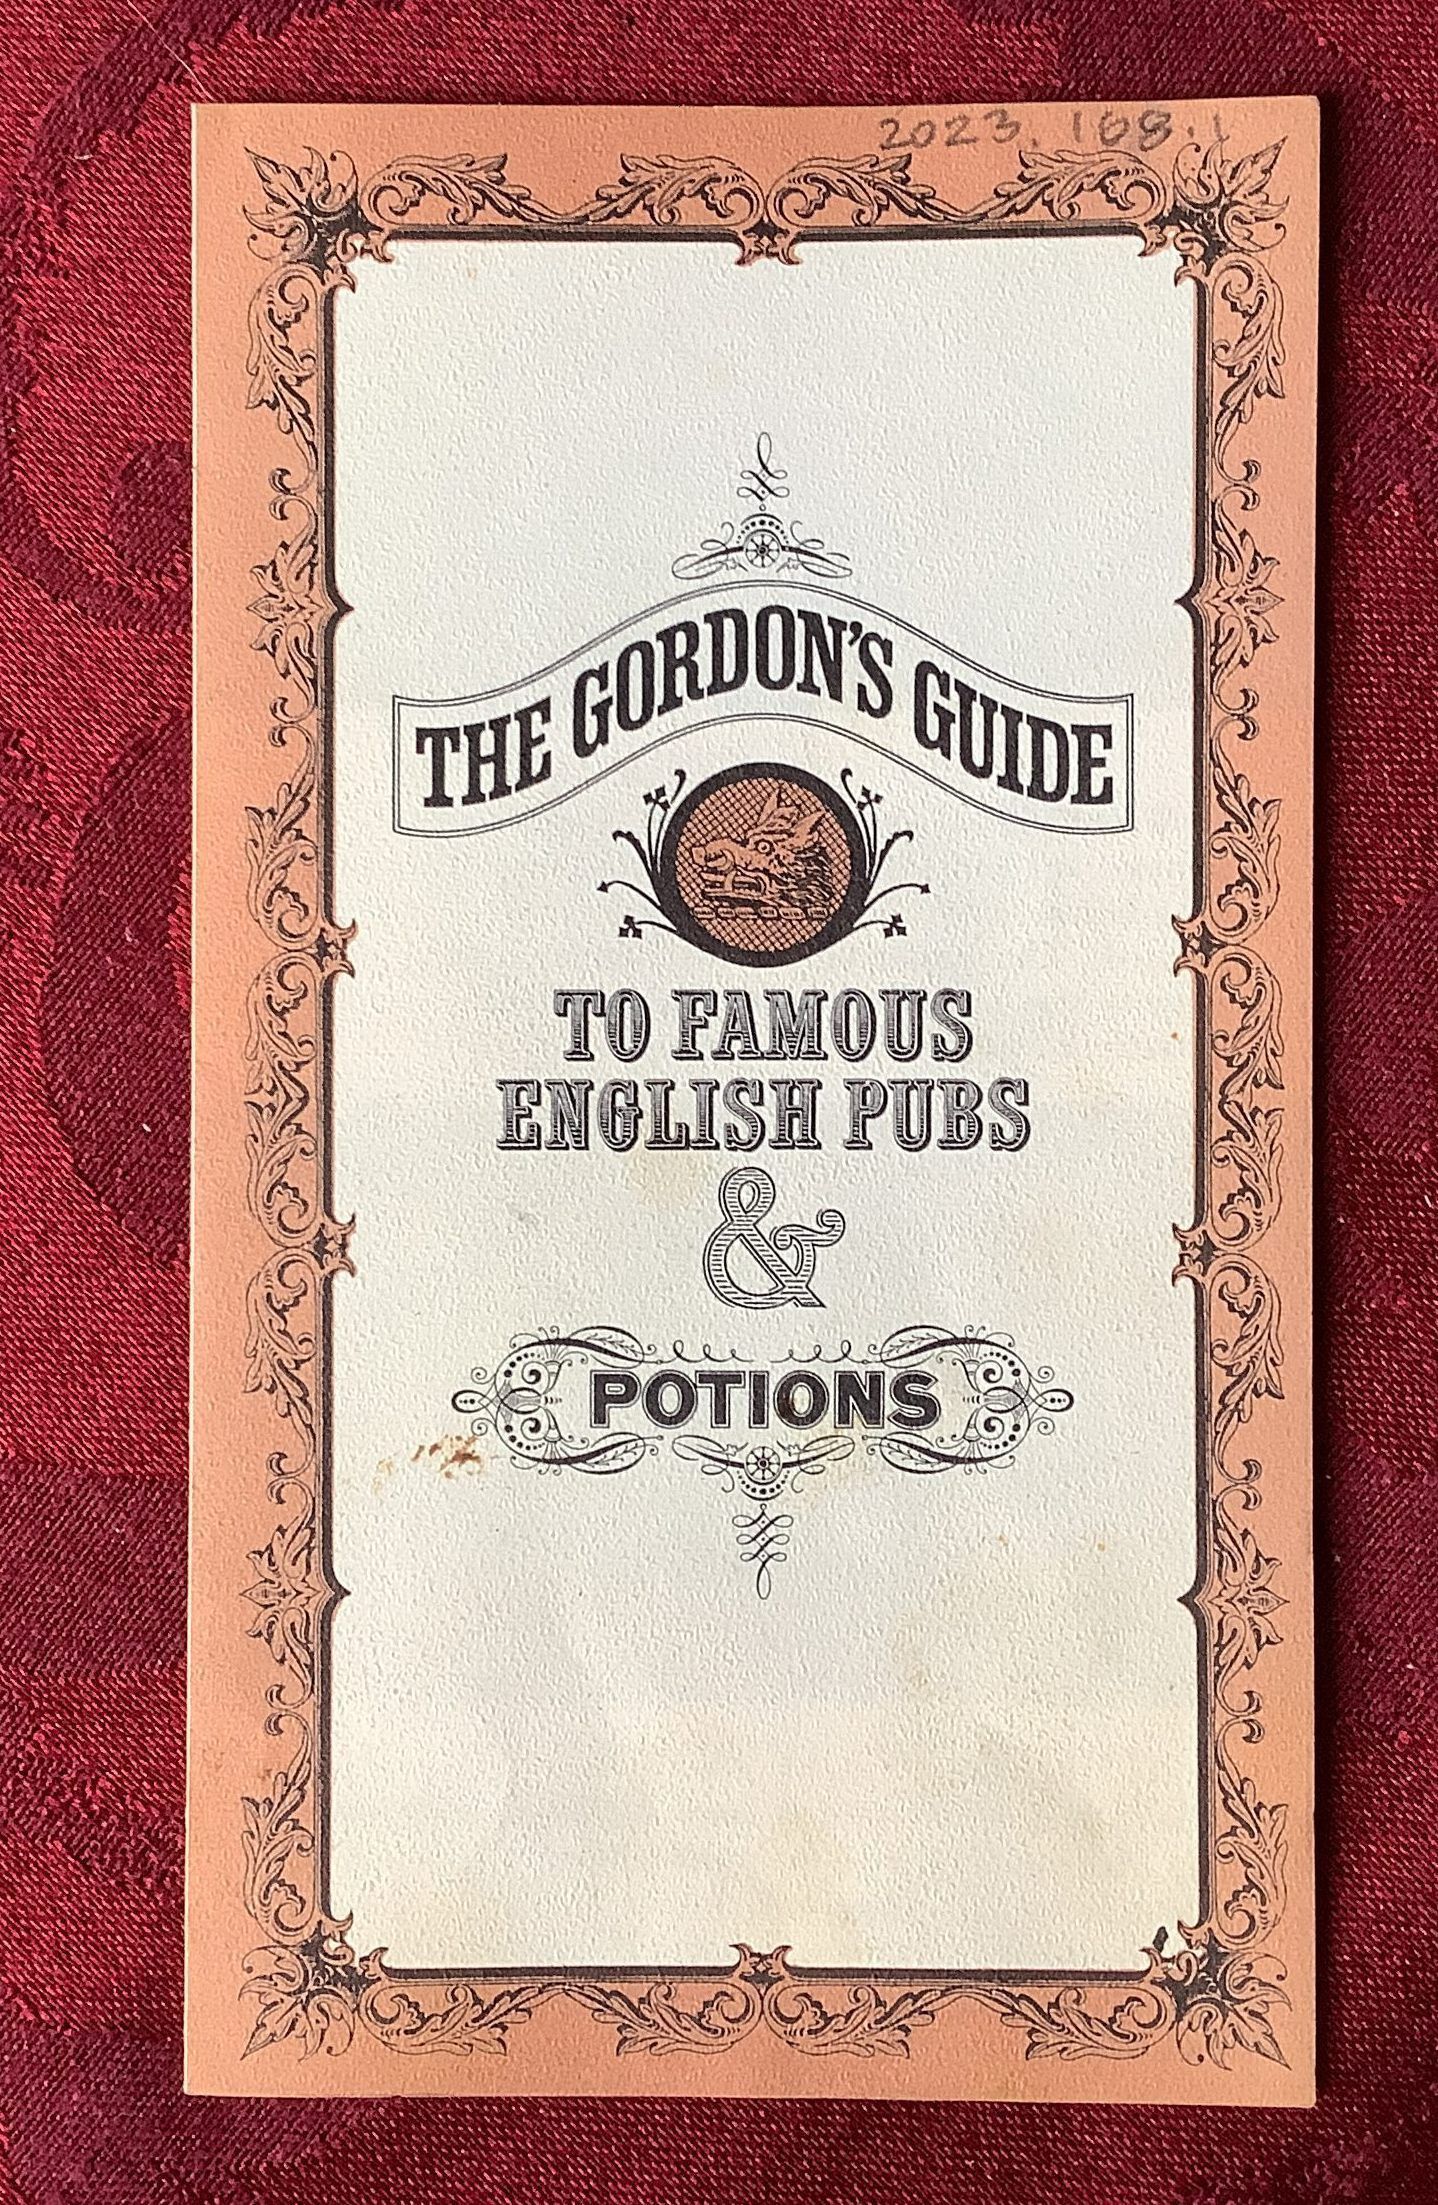 2023.168.1
THE GORDON'S GUIDE
TO FAMOUS
ENGLISH PUBS
&
POTIONS